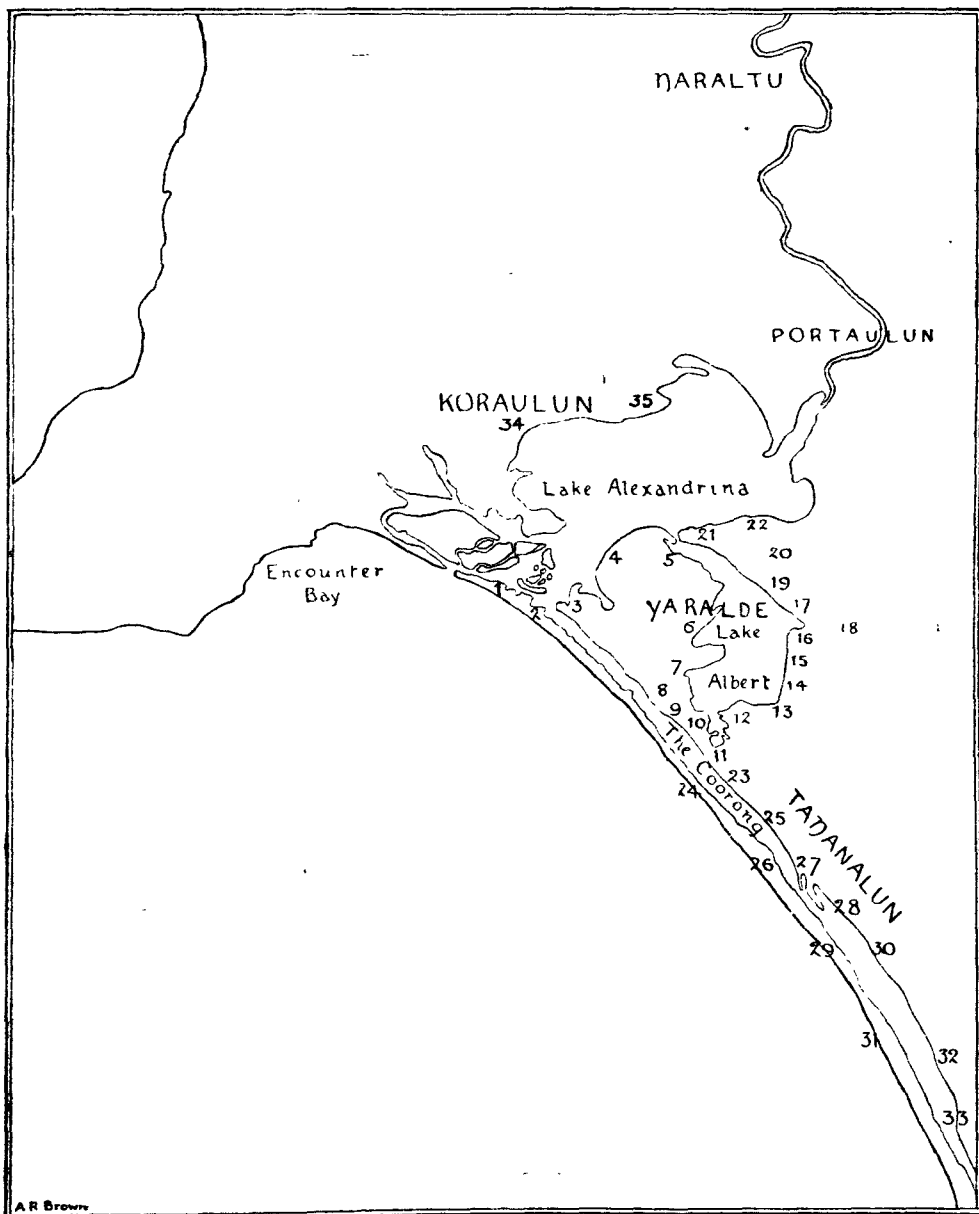 ŊARALTU
PORTAULUN
KORAULUN
35
34
Lake Alexandrina
22
21
20
4
5
19
Encounter
Bay
1
2
3
YARALDE
17
6
Lake
16
18
15
7
Albert
14
8
9
10
12
13
11
The Coorong
23
24
25
TAŊANALUN
26
27
28
29
30
31
32
33
A R Brown